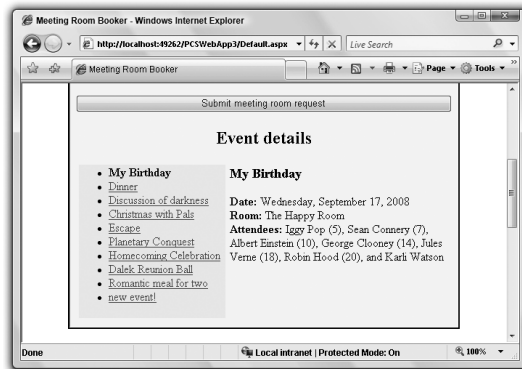 Meeting Room Booker - Windows Internet Explorer
http://localhost:49262/PCSWebApp3/Default.aspx
Live Search
Meeting Room Booker
Page
Tools
»
Submit meeting room request
Event details
My Birthday
Dinner
Discussion of darkness
Christmas with Pals
Escape
Planetary Conquest
Homecoming Celebration
Dalek Reunion Ball
Romantic meal for two
new event!
My Birthday
Date: Wednesday, September 17, 2008
Room: The Happy Room
Attendees: Iggy Pop (5), Sean Connery (7),
Albert Einstein (10), George Clooney (14), Jules
Verne (18), Robin Hood (20), and Karli Watson
Done
Local intranet | Protected Mode: On
100%